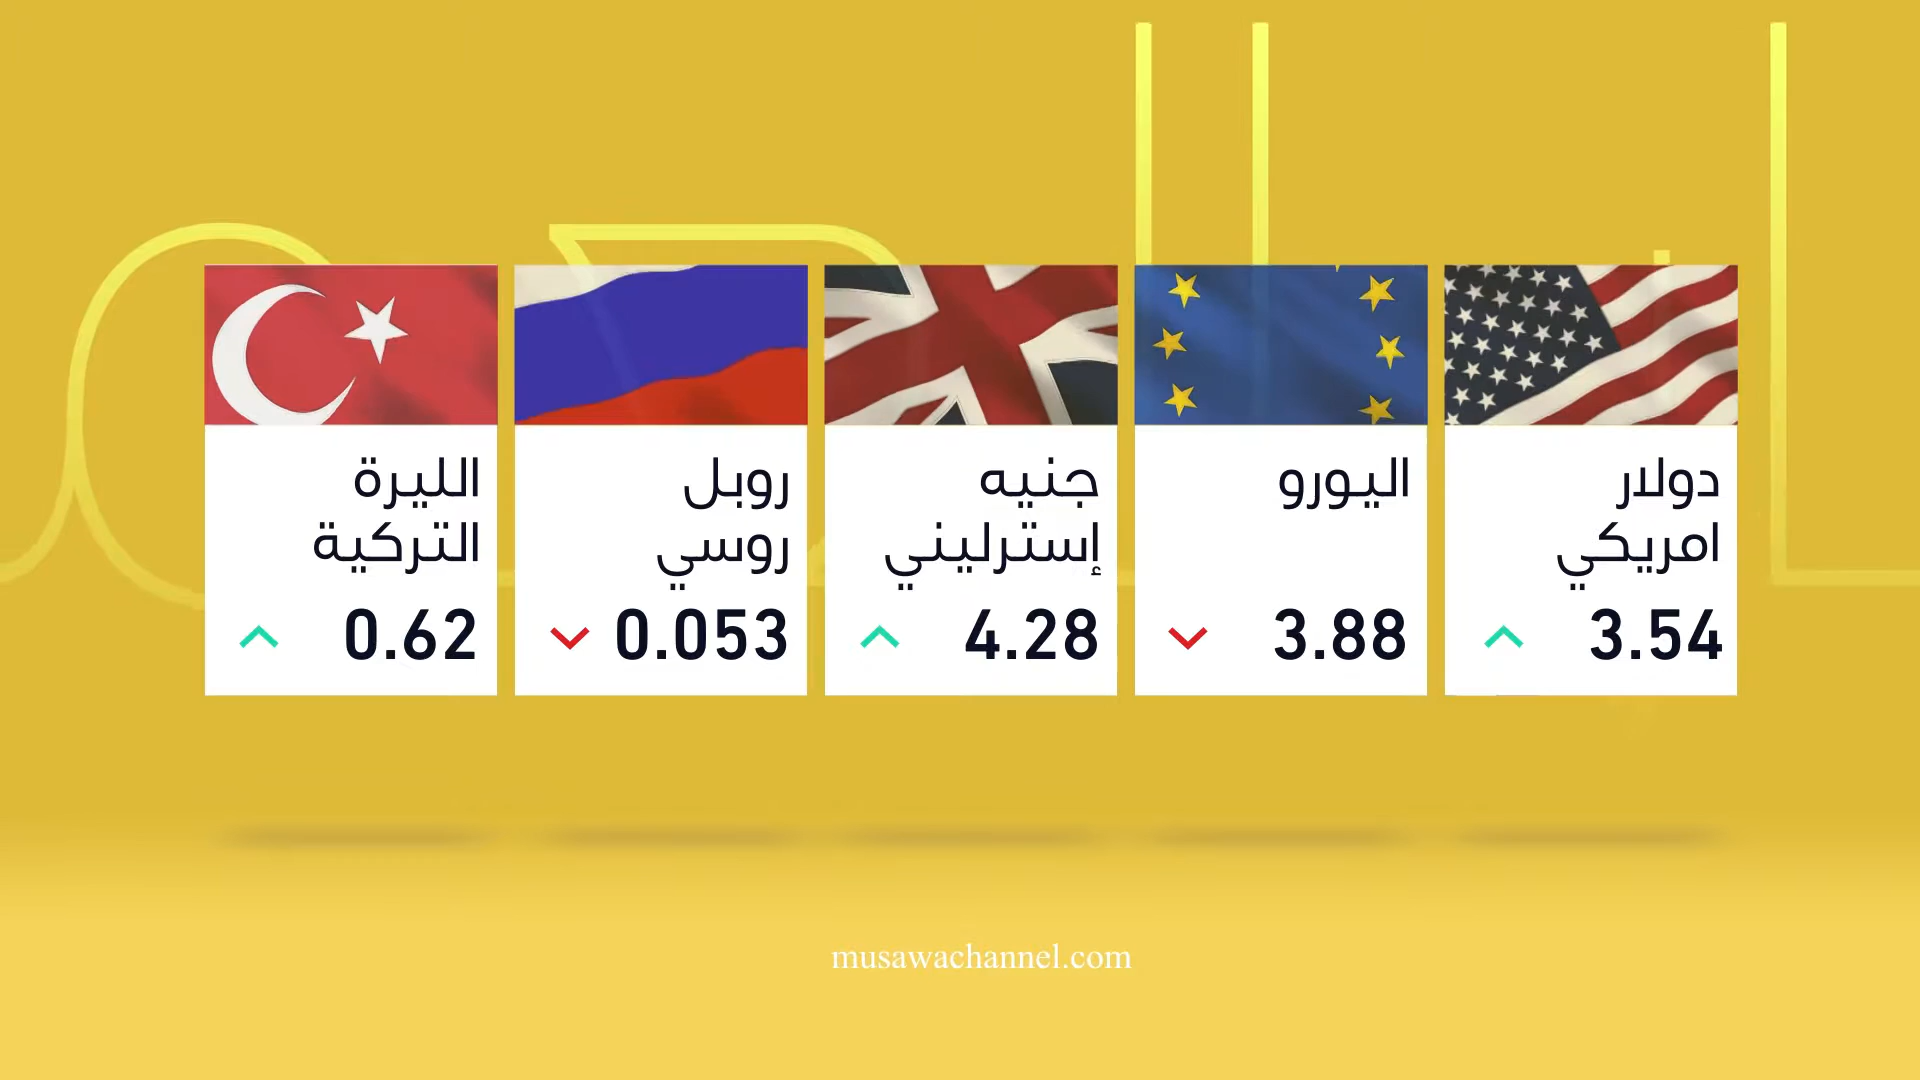 دولار
امريكي
3.54
اليورو
3.88
جنيه
إسترليني
4.28
روبل
روسي
0.053
الليرة
التركية
0.62
musawachannel.com